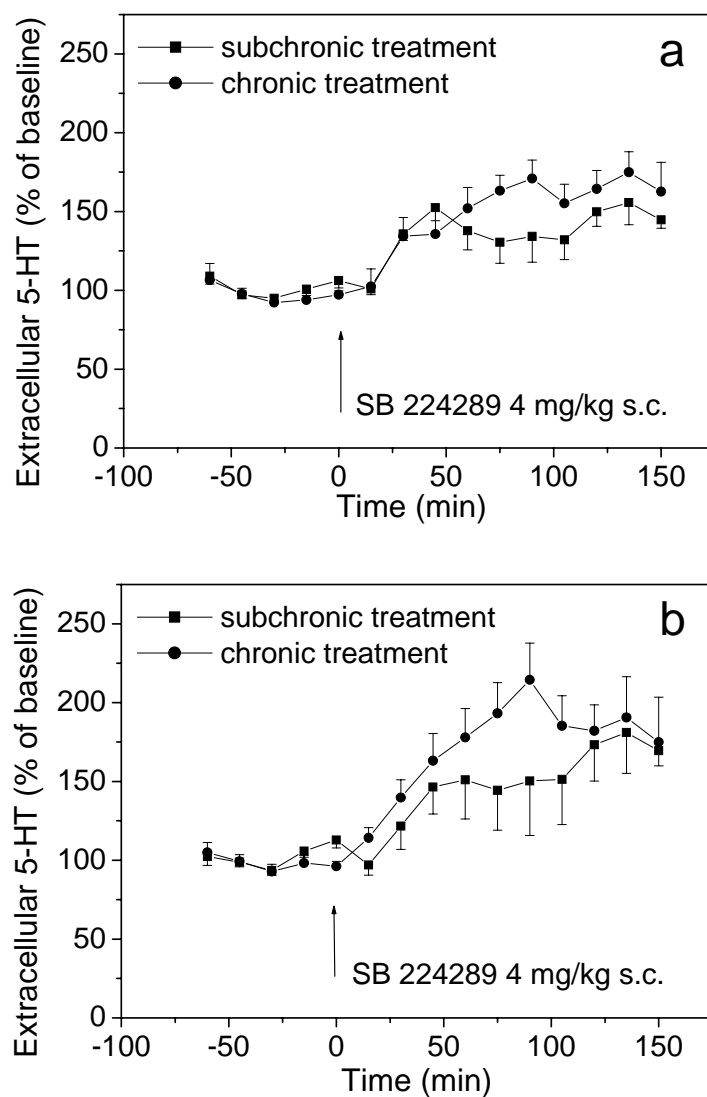 a
subchronic treatment
chronic treatment
250
200
150
100
50
0
Extracellular 5-HT (% of baseline)
SB 224289 4 mg/kg s.c.
-100 -50 0 50 100 150
Time (min)
b
subchronic treatment
chronic treatment
250
200
150
100
50
0
Extracellular 5-HT (% of baseline)
SB 224289 4 mg/kg s.c.
-100 -50 0 50 100 150
Time (min)